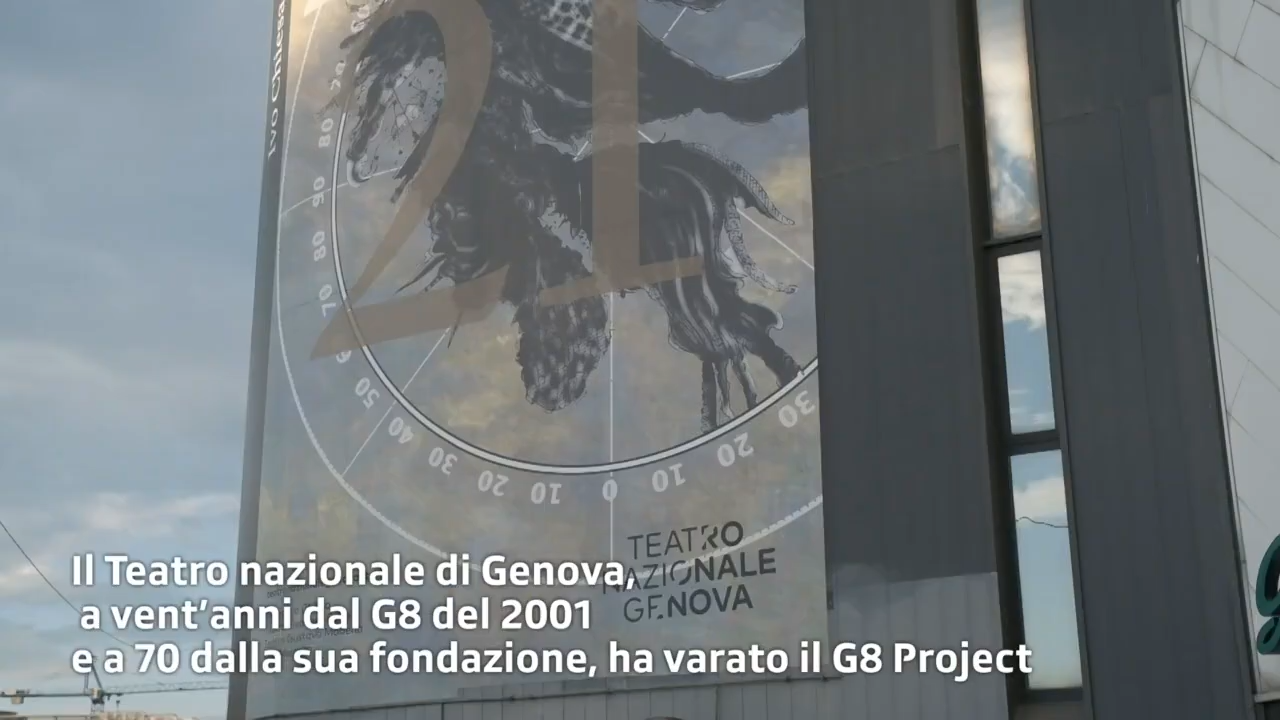 Ivo Chiesa
21
20
80
90
80
70
50
40
30
20
10
0
10
20
30
TEATRO
NAZIONALE
GENOVA
Il Teatro nazionale di Genova,
a vent'anni dal G8 del 2001
e a 70 dalla sua fondazione, ha varato il G8 Project